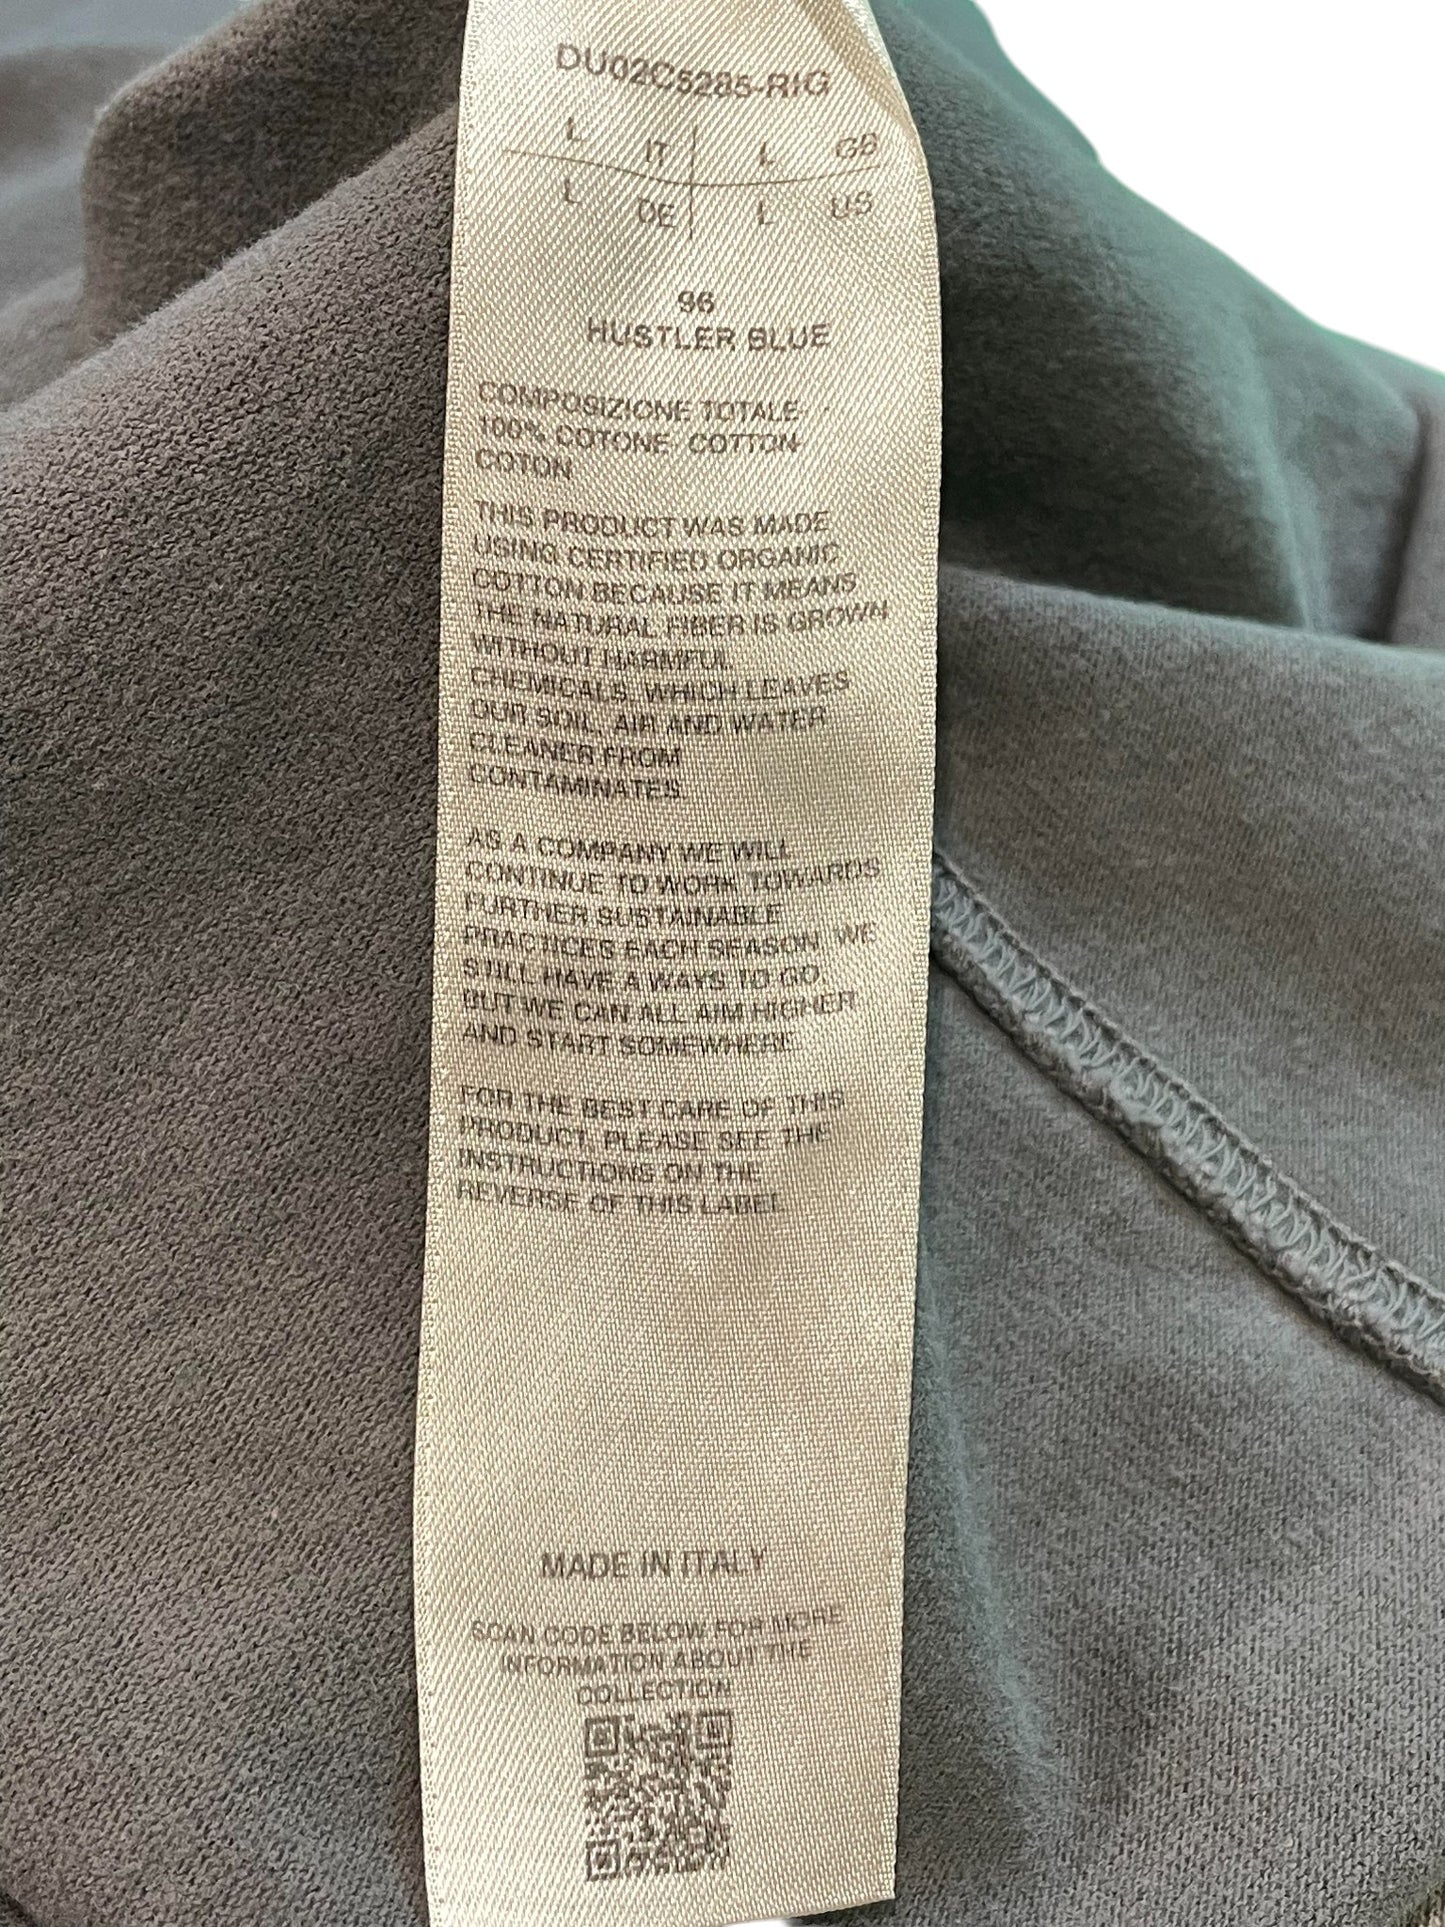 DU02C5285-RIG
L IT L GB
L DE L US
96
HUSTLER BLUE
COMPOSIZIONE TOTALE-
100% COTONE- COTTON-
COTON
THIS PRODUCT WAS MADE
USING CERTIFIED ORGANIC
COTTON BECAUSE IT MEANS
THE NATURAL FIBER IS GROWN
WITHOUT HARMFUL
CHEMICALS, WHICH LEAVES
OUR SOIL, AIR AND WATER
CLEANER FROM
CONTAMINATES
AS A COMPANY WE WILL
CONTINUE TO WORK TOWARDS
FURTHER SUSTAINABLE
PRACTICES EACH SEASON, WE
STILL HAVE A WAYS TO GO
BUT WE CAN ALL AIM HIGHER
AND START SOMEWHERE
FOR THE BEST CARE OF THIS
PRODUCT, PLEASE SEE THE
INSTRUCTIONS ON THE
REVERSE OF THIS LABEL
MADE IN ITALY
SCAN CODE BELOW FOR MORE
INFORMATION ABOUT THE
COLLECTION